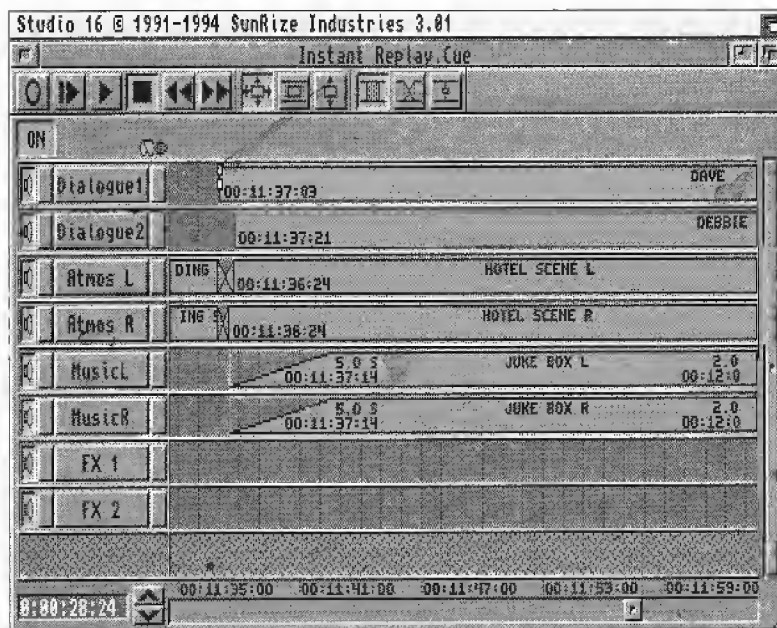 Studio 16 © 1991-1994 SunRize Industries 3.01
Instant Replay.Cue
ON
Dialogue1 00:11:37:03 DAVE
Dialogue2 00:11:37:21 DEBBIE
Atmos L DING 00:11:36:24 HOTEL SCENE L
Atmos R ING S 00:11:36:24 HOTEL SCENE R
MusicL 5.0 S JUKE BOX L 2.0
00:11:37:14 00:12:0
MusicR 5.0 S JUKE BOX R 2.0
00:11:37:14 00:12:0
FX 1
FX 2
00:11:35:00 00:11:41:00 00:11:47:00 00:11:53:00 00:11:59:00
0:00:28:24